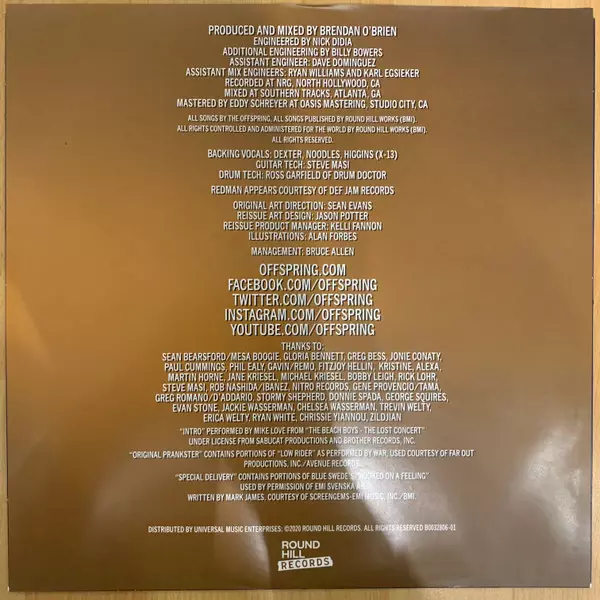 PRODUCED AND MIXED BY BRENDAN O'BRIEN
ENGINEERED BY NICK DIDIA
ADDITIONAL ENGINEERING BY BILLY BOWERS
ASSISTANT ENGINEER: DAVE DOMINGUEZ
ASSISTANT MIX ENGINEERS: RYAN WILLIAMS AND KARL EGSIEKER
RECORDED AT NRG, NORTH HOLLYWOOD, CA
MIXED AT SOUTHERN TRACKS, ATLANTA, GA
MASTERED BY EDDY SCHREYER AT OASIS MASTERING, STUDIO CITY, CA
ALL SONGS BY THE OFFSPRING, ALL SONGS PUBLISHED BY ROUND HILL WORKS (BMI).
ALL RIGHTS CONTROLLED AND ADMINISTERED FOR THE WORLD BY ROUND HILL WORKS (BMI).
ALL RIGHTS RESERVED.
BACKING VOCALS: DEXTER, NOODLES, HIGGINS (X-13)
GUITAR TECH: STEVE MASI
DRUM TECH: ROSS GARFIELD OF DRUM DOCTOR
REDMAN APPEARS COURTESY OF DEF JAM RECORDS
ORIGINAL ART DIRECTION: SEAN EVANS
REISSUE ART DESIGN: JASON POTTER
REISSUE PRODUCT MANAGER: KELLI FANNON
ILLUSTRATIONS: ALAN FORBES
MANAGEMENT: BRUCE ALLEN
OFFSPRING.COM
FACEBOOK.COM/OFFSPRING
TWITTER.COM/OFFSPRING
INSTAGRAM.COM/OFFSPRING
YOUTUBE.COM/OFFSPRING
THANKS TO:
SEAN BEARSFORD/MESA BOOGIE, GLORIA BENNETT, GREG BESS, JONIE CONATY,
PAUL CUMMINGS, PHIL EALY, GAVIN/REMO, FITZJOY HELLIN, KRISTINE, ALEXA,
MARTIN HORNE, JANE KRIESEL, MICHAEL KRIESEL, BOBBY LEIGH, RICK LOHR,
STEVE MASI, ROB NASHIDA/IBANEZ, NITRO RECORDS, GENE PROVENCIO/TAMA,
GREG ROMANO/D'ADDARIO, STORMY SHEPHERD, DONNIE SPADA, GEORGE SQUIRES,
EVAN STONE, JACKIE WASSERMAN, CHELSEA WASSERMAN, TREVIN WELTY,
ERICA WELTY, RYAN WHITE, CHRISSIE YIANNOU, ZILDJIAN
"INTRO" PERFORMED BY MIKE LOVE FROM "THE BEACH BOYS - THE LOST CONCERT"
UNDER LICENSE FROM SABUCAT PRODUCTIONS AND BROTHER RECORDS, INC.
"ORIGINAL PRANKSTER" CONTAINS PORTIONS OF "LOW RIDER" AS PERFORMED BY WAR, USED COURTESY OF FAR OUT
PRODUCTIONS, INC./AVENUE RECORDS.
"SPECIAL DELIVERY" CONTAINS PORTIONS OF BLUE SWEDE'S "HOOKED ON A FEELING"
USED BY PERMISSION OF EMI SVENSKA
WRITTEN BY MARK JAMES, COURTESY OF SCREENGEMS-EMI MUSIC, INC./BMI.
DISTRIBUTED BY UNIVERSAL MUSIC ENTERPRISES; ©2020 ROUND HILL RECORDS. ALL RIGHTS RESERVED B0032806-01
ROUND
HILL
RECORDS